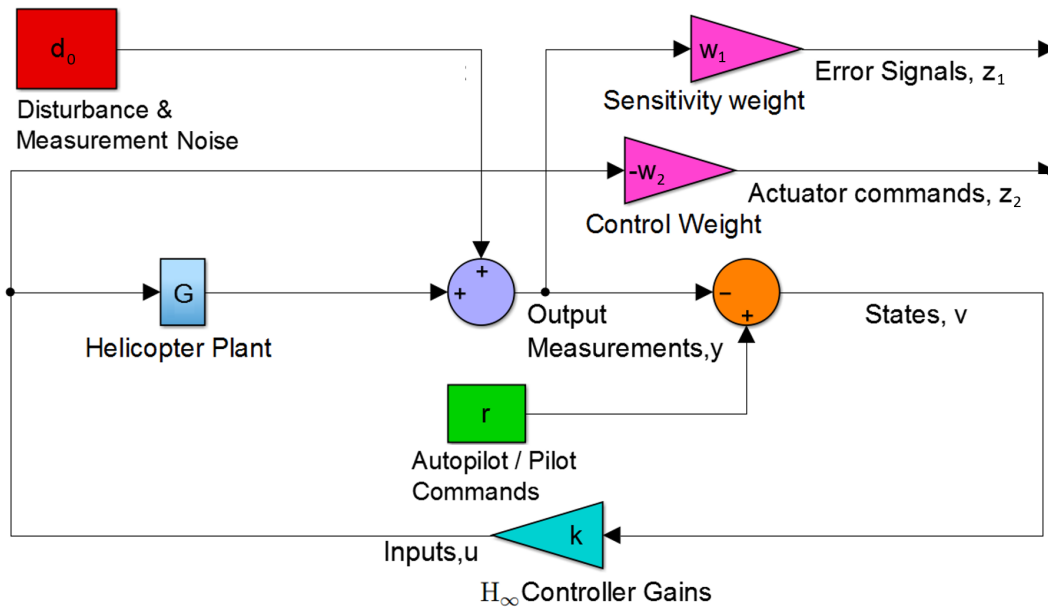 d₀
Disturbance &
Measurement Noise
w₁
Error Signals, z₁
Sensitivity weight
-w₂
Actuator commands, z₂
Control Weight
+
+
−
+
G
Helicopter Plant
Output
Measurements,y
States, v
r
Autopilot / Pilot
Commands
k
Inputs,u
H∞ Controller Gains